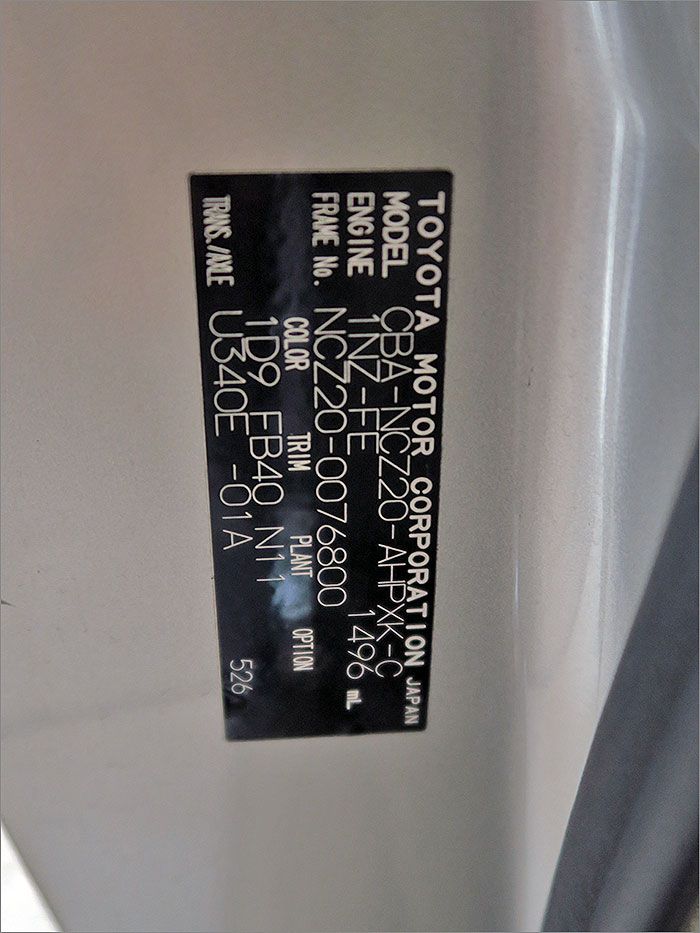 TOYOTA MOTOR CORPORATION JAPAN
MODEL CBA-NCZ20-AHPXK-C
ENGINE 1NZ-FE 1496 mL
FRAME No. NCZ20-0076800
COLOR TRIM PLANT OPTION
1D9 FB40 N11
TRANS./AXLE U340E -01A 526